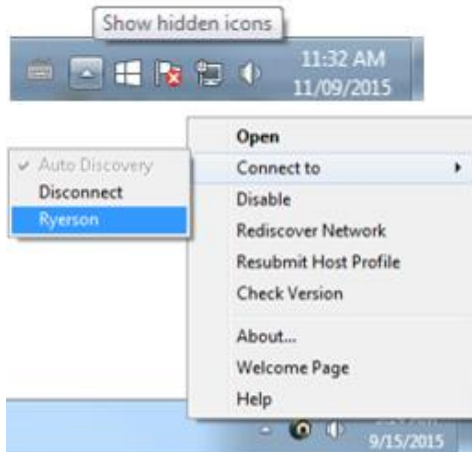 Show hidden icons
11:32 AM
11/09/2015
Open
Auto Discovery
Connect to
Disconnect
Disable
Ryerson
Rediscover Network
Resubmit Host Profile
Check Version
About...
Welcome Page
Help
9/15/2015